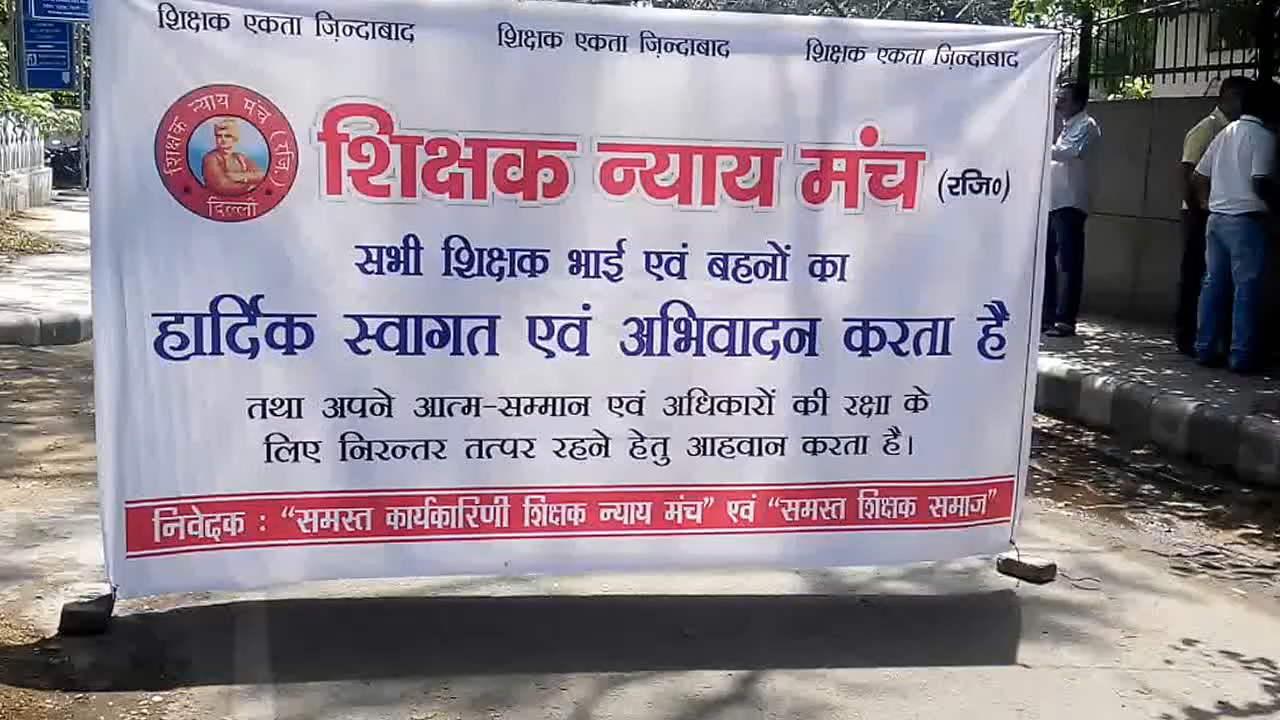 शिक्षक एकता ज़िन्दाबाद शिक्षक एकता ज़िन्दाबाद शिक्षक एकता ज़िन्दाबाद
शिक्षक न्याय मंच (रजि.)
दिल्ली
शिक्षक न्याय मंच (रजि०)
सभी शिक्षक भाई एवं बहनों का
हार्दिक स्वागत एवं अभिवादन करता है
तथा अपने आत्म-सम्मान एवं अधिकारों की रक्षा के
लिए निरन्तर तत्पर रहने हेतु आहवान करता है।
निवेदक : “समस्त कार्यकारिणी शिक्षक न्याय मंच” एवं “समस्त शिक्षक समाज”